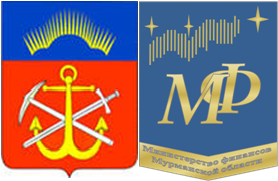 МФ
Министерство финансов
Мурманской области